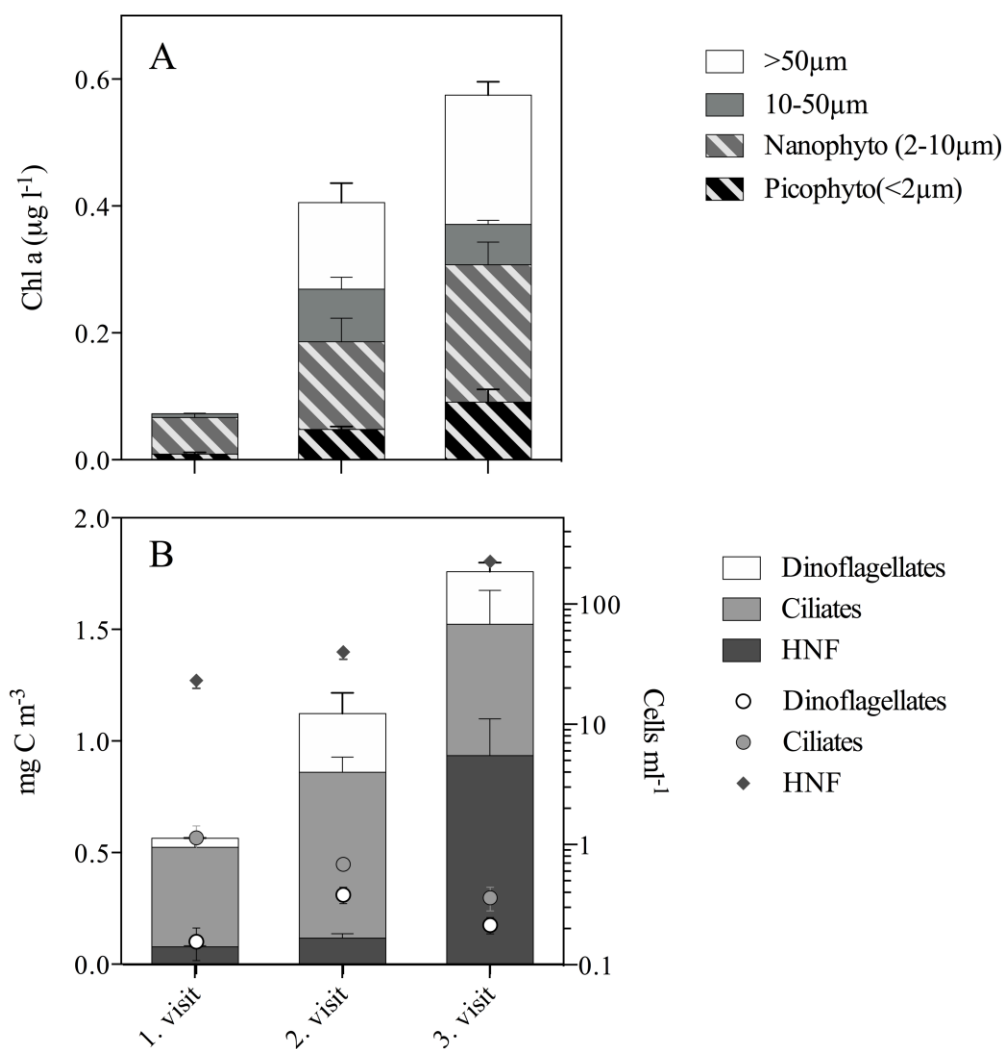 A
0.6
0.4
0.2
0.0
Chl a (µg l⁻¹)
>50µm
10-50µm
Nanophyto (2-10µm)
Picophyto(<2µm)
B
2.0
1.5
1.0
0.5
0.0
mg C m⁻³
100
10
1
0.1
Cells ml⁻¹
Dinoflagellates
Ciliates
HNF
Dinoflagellates
Ciliates
HNF
1. visit
2. visit
3. visit